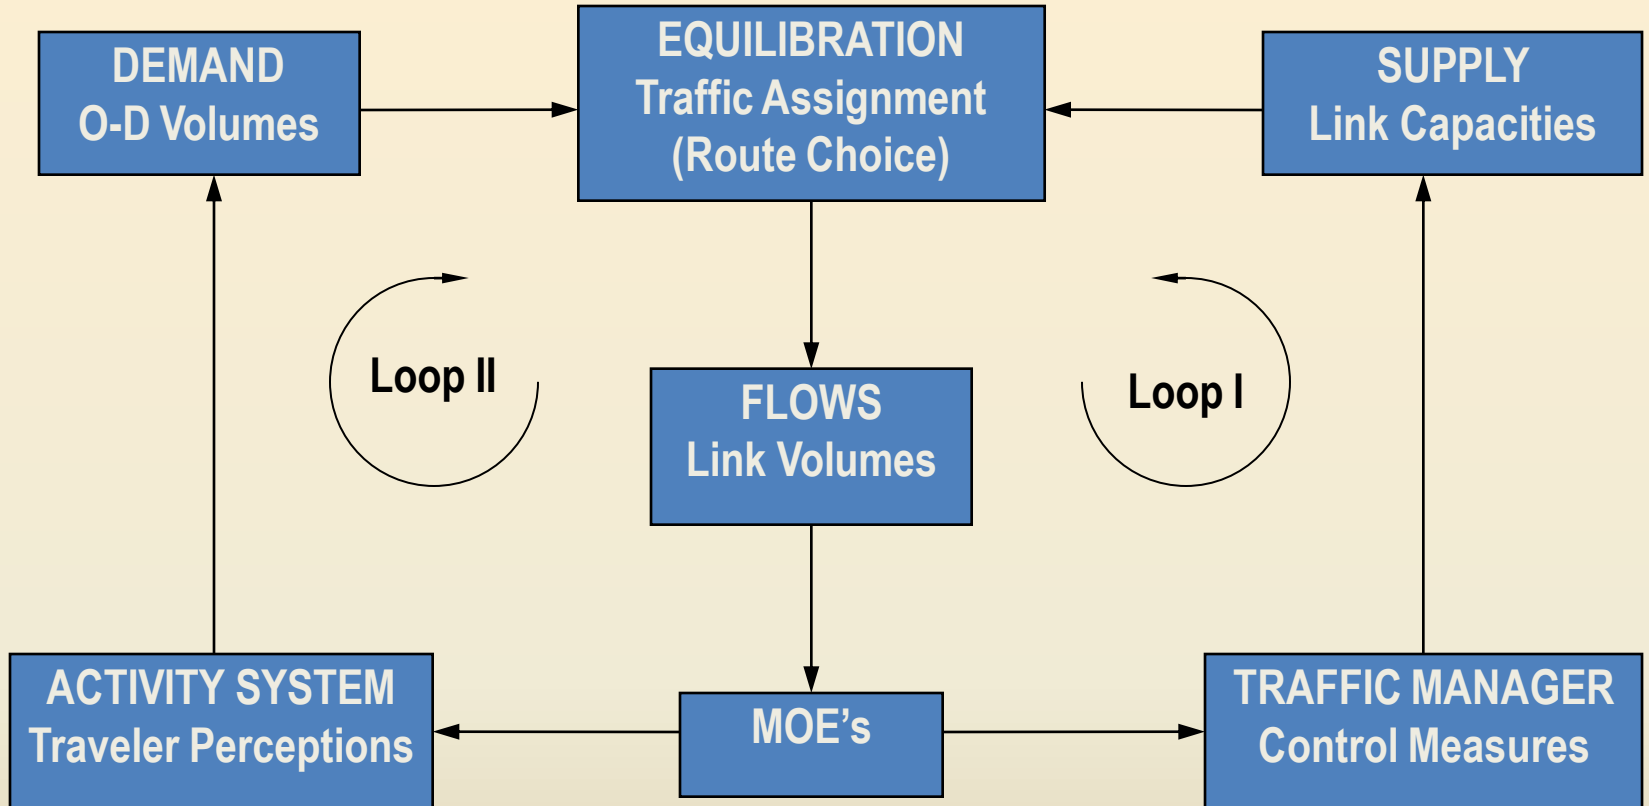 DEMAND
O-D Volumes
EQUILIBRATION
Traffic Assignment
(Route Choice)
SUPPLY
Link Capacities
Loop II
FLOWS
Link Volumes
Loop I
ACTIVITY SYSTEM
Traveler Perceptions
MOE’s
TRAFFIC MANAGER
Control Measures